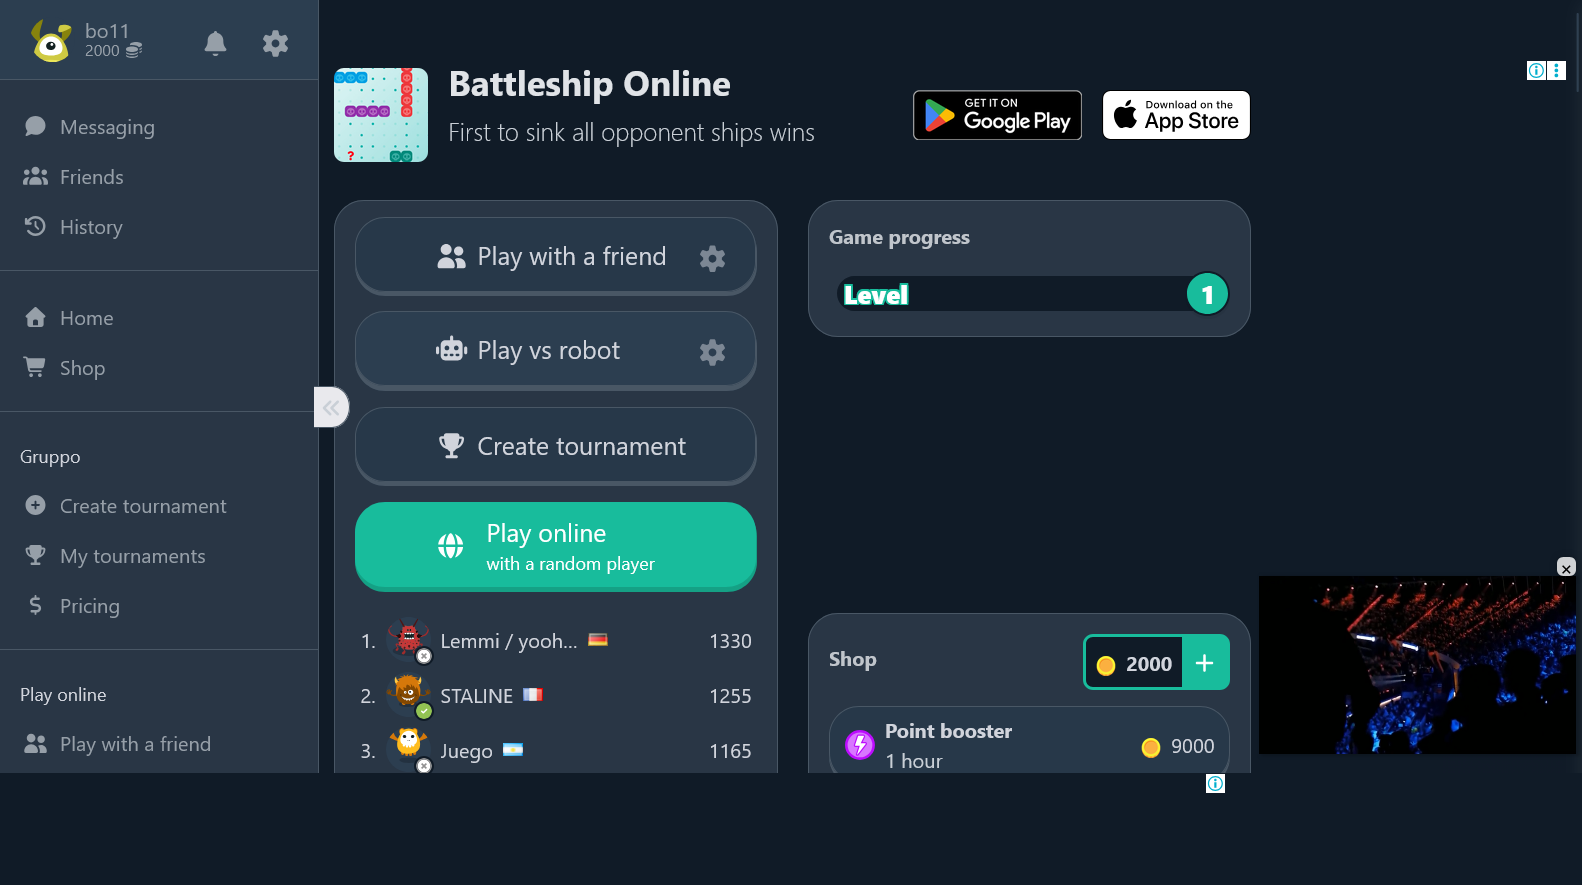 bo11
2000
Messaging
Friends
History
Home
Shop
Gruppo
Create tournament
My tournaments
Pricing
Play online
Play with a friend
Battleship Online
First to sink all opponent ships wins
GET IT ON
Google Play
Download on the
App Store
Play with a friend
Play vs robot
Create tournament
Play online
with a random player
1. Lemmi / yooh... 1330
2. STALINE 1255
3. Juego 1165
Game progress
Level 1
Shop
2000 +
Point booster
1 hour
9000